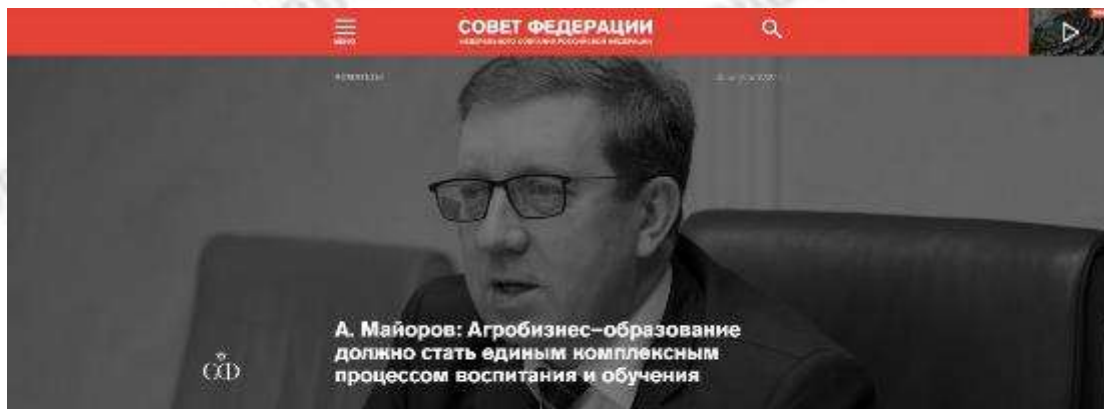 СОВЕТ ФЕДЕРАЦИИ
А. Майоров: Агробизнес-образование
должно стать единым комплексным
процессом воспитания и обучения